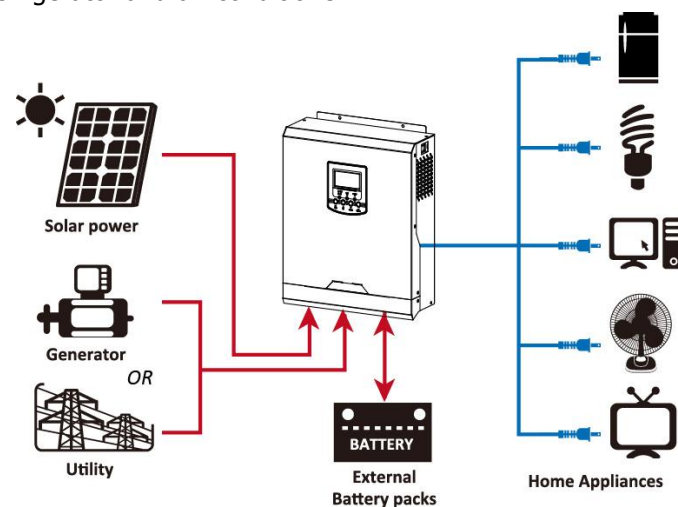 Solar power
Generator
OR
Utility
BATTERY
External
Battery packs
Home Appliances